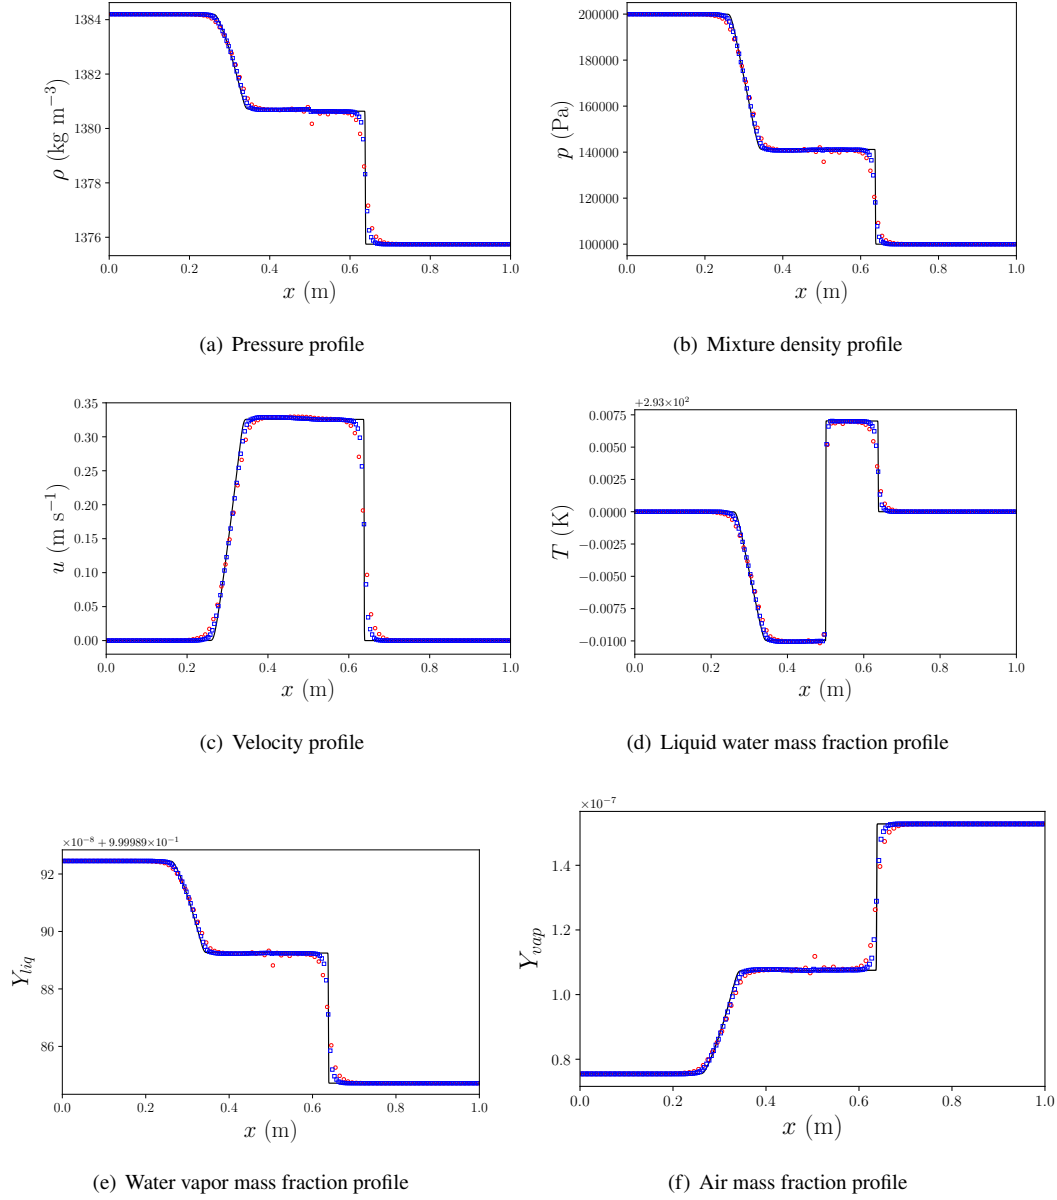 1384
1382
1380
1378
1376
ρ (kg m⁻³)
0.0 0.2 0.4 0.6 0.8 1.0
x (m)
(a) Pressure profile
200000
180000
160000
140000
120000
100000
p (Pa)
0.0 0.2 0.4 0.6 0.8 1.0
x (m)
(b) Mixture density profile
0.35
0.30
0.25
0.20
0.15
0.10
0.05
0.00
u (m s⁻¹)
0.0 0.2 0.4 0.6 0.8 1.0
x (m)
(c) Velocity profile
+2.93×10²
0.0075
0.0050
0.0025
0.0000
−0.0025
−0.0050
−0.0075
−0.0100
T (K)
0.0 0.2 0.4 0.6 0.8 1.0
x (m)
(d) Liquid water mass fraction profile
×10⁻⁸ + 9.99989×10⁻¹
92
90
88
86
Y_liq
0.0 0.2 0.4 0.6 0.8 1.0
x (m)
(e) Water vapor mass fraction profile
×10⁻⁷
1.4
1.2
1.0
0.8
Y_vap
0.0 0.2 0.4 0.6 0.8 1.0
x (m)
(f) Air mass fraction profile